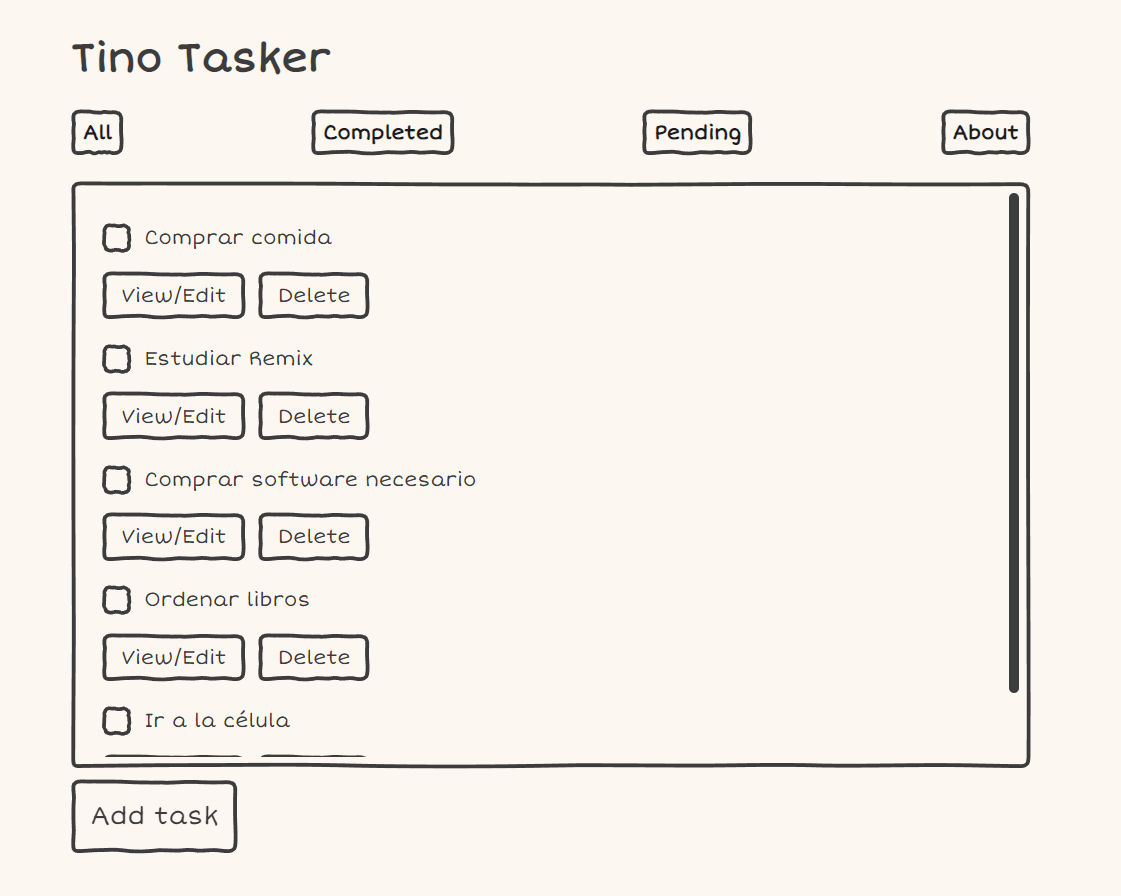 Tino Tasker
All Completed Pending About
Comprar comida
View/Edit Delete
Estudiar Remix
View/Edit Delete
Comprar software necesario
View/Edit Delete
Ordenar libros
View/Edit Delete
Ir a la célula
Add task